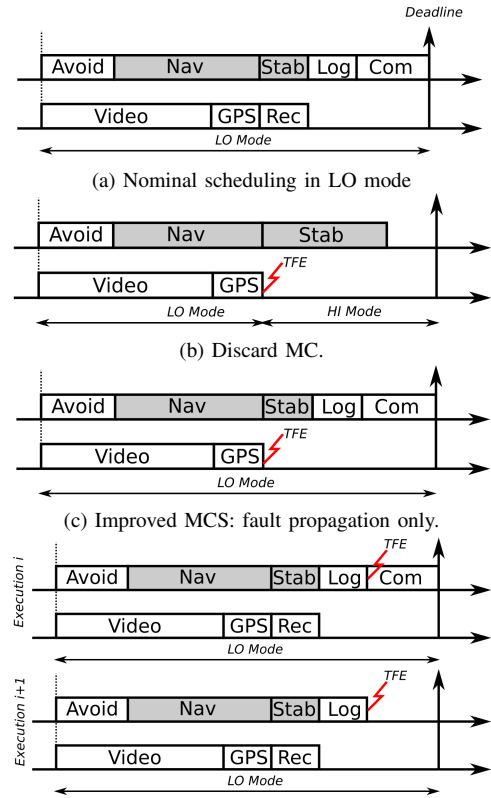 Deadline
Avoid Nav Stab Log Com
Video GPS Rec
LO Mode
(a) Nominal scheduling in LO mode
Avoid Nav Stab
TFE
Video GPS
LO Mode HI Mode
(b) Discard MC.
Avoid Nav Stab Log Com
TFE
Video GPS
LO Mode
(c) Improved MCS: fault propagation only.
Execution i
TFE
Avoid Nav Stab Log Com
Video GPS Rec
LO Mode
Execution i+1
TFE
Avoid Nav Stab Log
Video GPS Rec
LO Mode